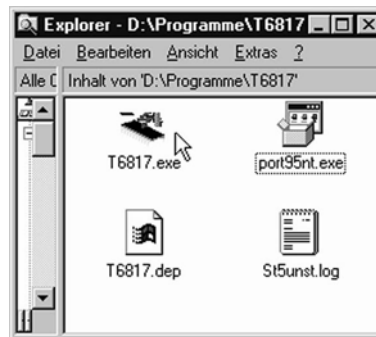 Explorer - D:\Programme\T6817
Datei Bearbeiten Ansicht Extras ?
Alle Inhalt von 'D:\Programme\T6817'
T6817.exe port95nt.exe
T6817.dep St5unst.log